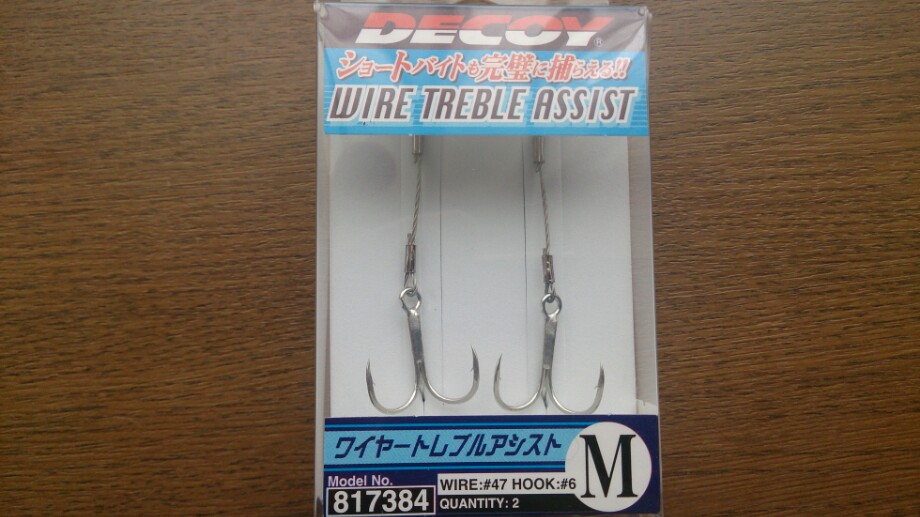 DECOY®
ショートバイトも完璧に捕らえる!!
WIRE TREBLE ASSIST
ワイヤートレブルアシスト
M
Model No.
817384
WIRE:#47 HOOK:#6
QUANTITY: 2